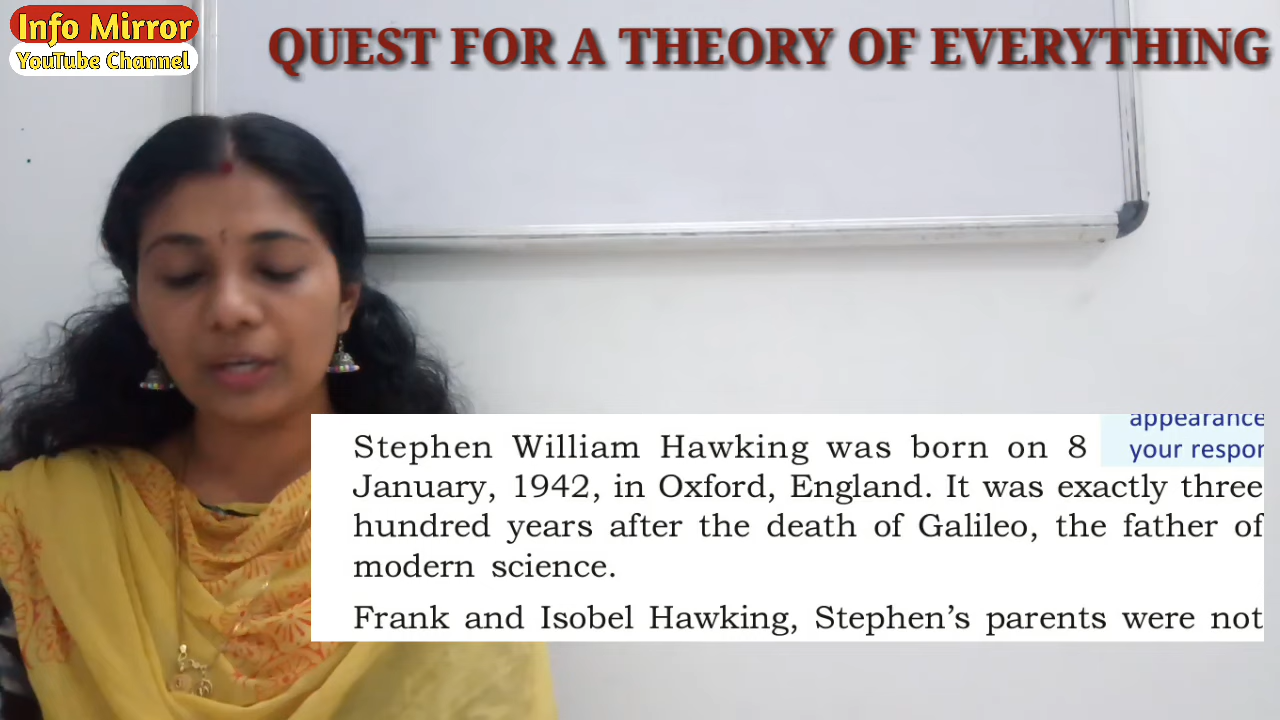 Info Mirror
YouTube Channel
QUEST FOR A THEORY OF EVERYTHING
appearance
your respon
Stephen William Hawking was born on 8
January, 1942, in Oxford, England. It was exactly three
hundred years after the death of Galileo, the father of
modern science.
Frank and Isobel Hawking, Stephen's parents were not